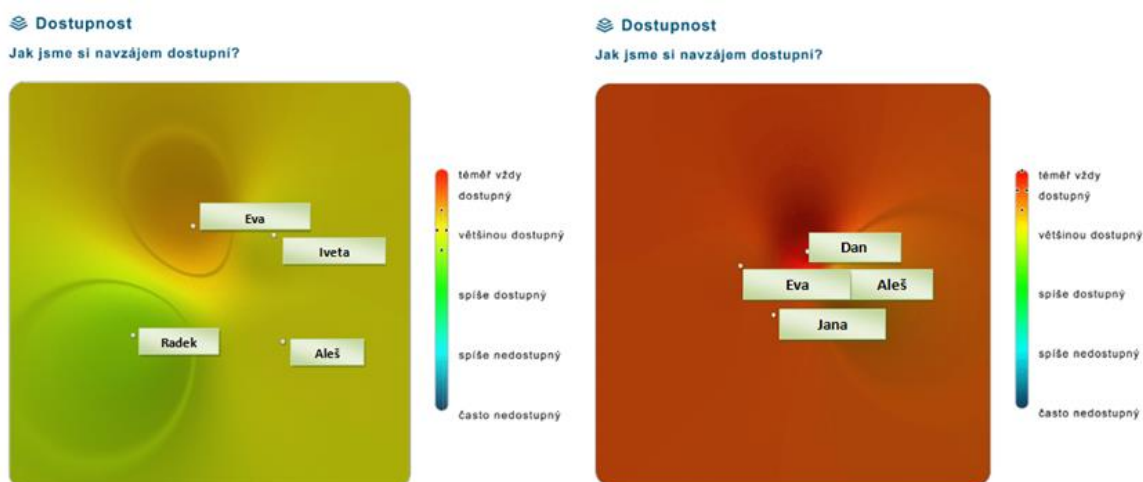 Dostupnost
Jak jsme si navzájem dostupní?
Eva
Iveta
Radek
Aleš
téměř vždy
dostupný
většinou dostupný
spíše dostupný
spíše nedostupný
často nedostupný
Dostupnost
Jak jsme si navzájem dostupní?
Dan
Eva
Aleš
Jana
téměř vždy
dostupný
většinou dostupný
spíše dostupný
spíše nedostupný
často nedostupný